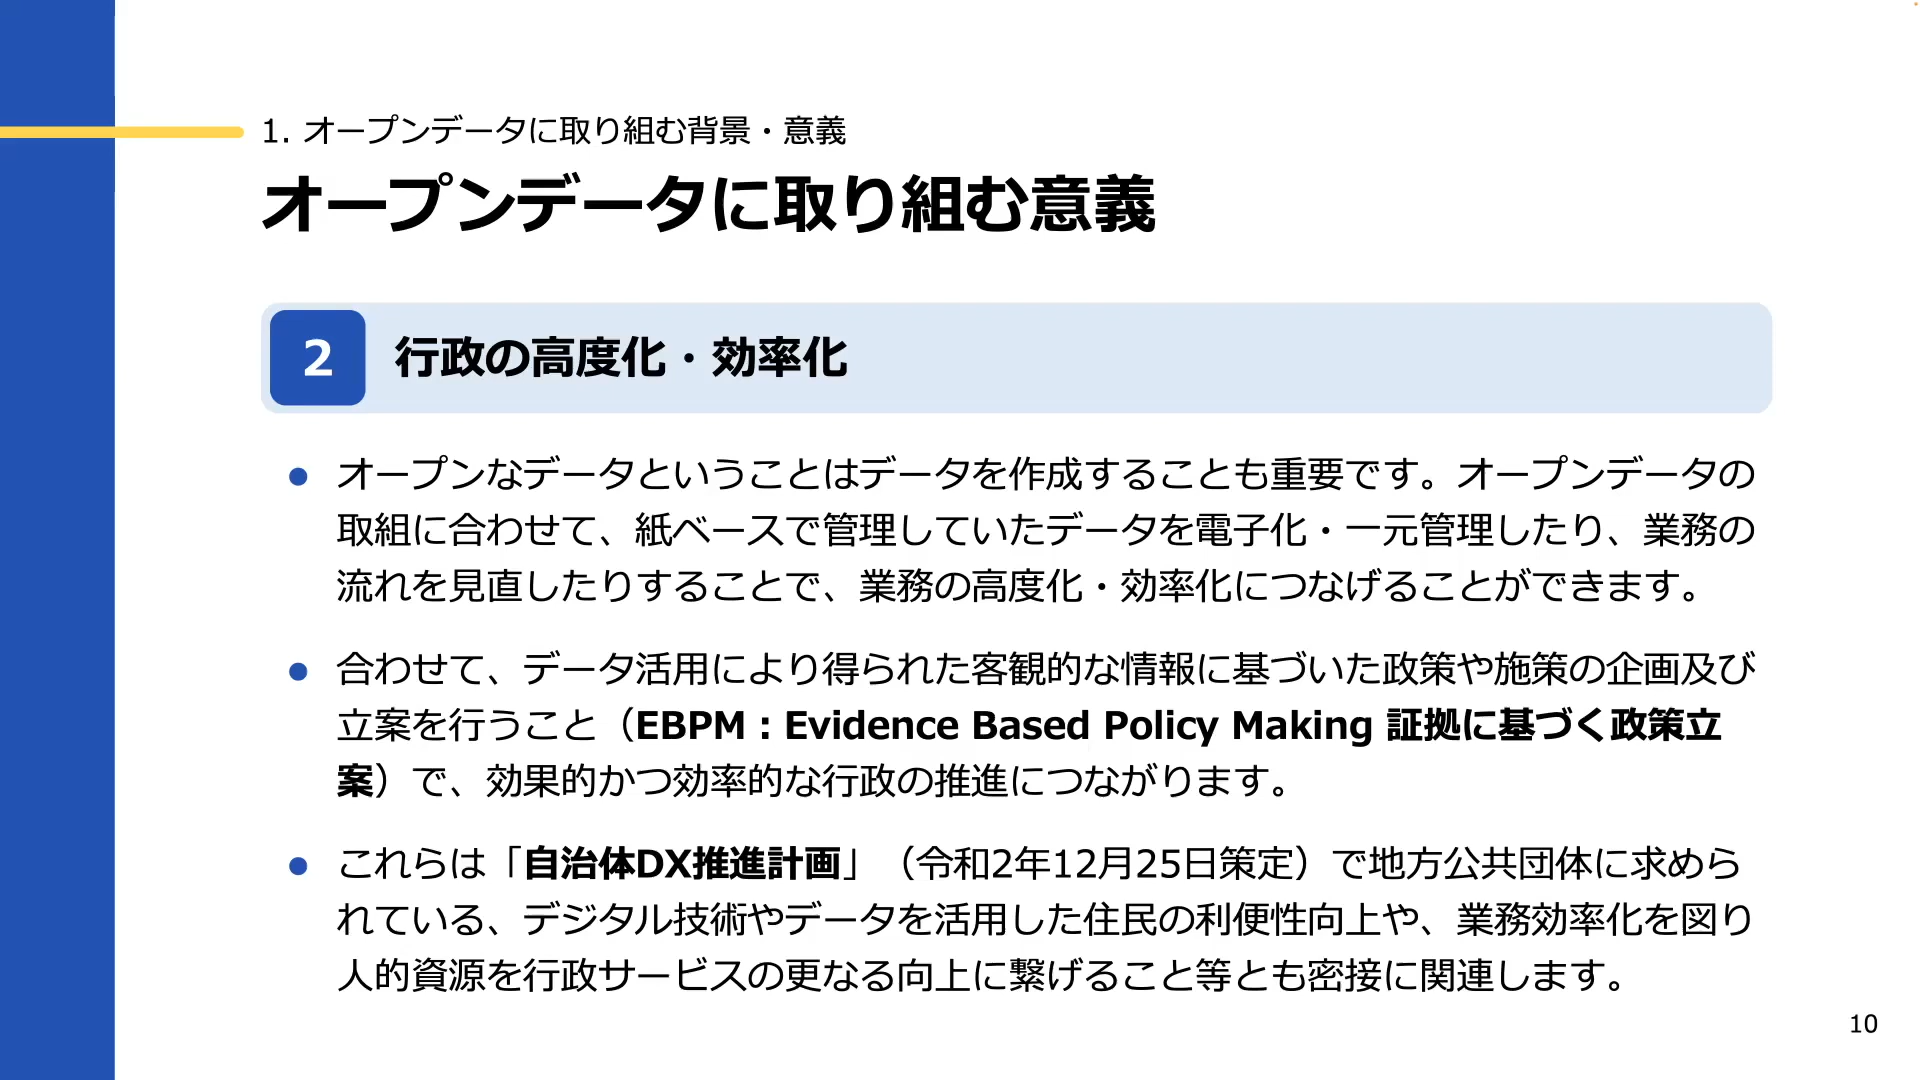 1. オープンデータに取り組む背景・意義
オープンデータに取り組む意義
2 行政の高度化・効率化
● オープンなデータということはデータを作成することも重要です。オープンデータの
取組に合わせて、紙ベースで管理していたデータを電子化・一元管理したり、業務の
流れを見直したりすることで、業務の高度化・効率化につなげることができます。
● 合わせて、データ活用により得られた客観的な情報に基づいた政策や施策の企画及び
立案を行うこと（EBPM：Evidence Based Policy Making 証拠に基づく政策立
案）で、効果的かつ効率的な行政の推進につながります。
● これらは「自治体DX推進計画」（令和2年12月25日策定）で地方公共団体に求めら
れている、デジタル技術やデータを活用した住民の利便性向上や、業務効率化を図り
人的資源を行政サービスの更なる向上に繋げること等とも密接に関連します。
10